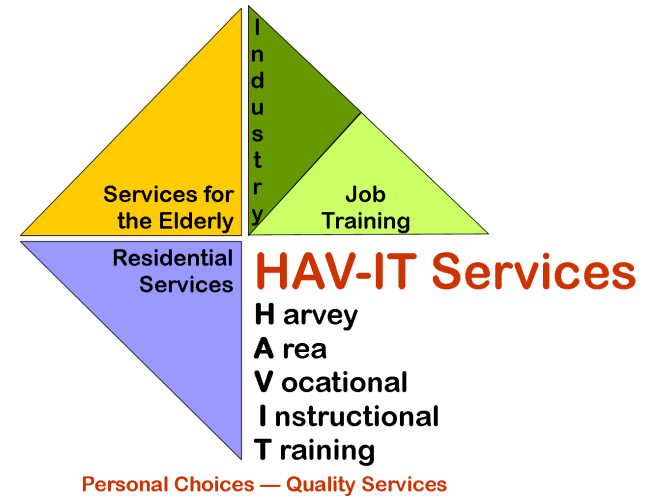 Industry
Services for
the Elderly
Job
Training
Residential
Services
HAV-IT Services
H arvey
A rea
V ocational
I nstructional
T raining
Personal Choices — Quality Services